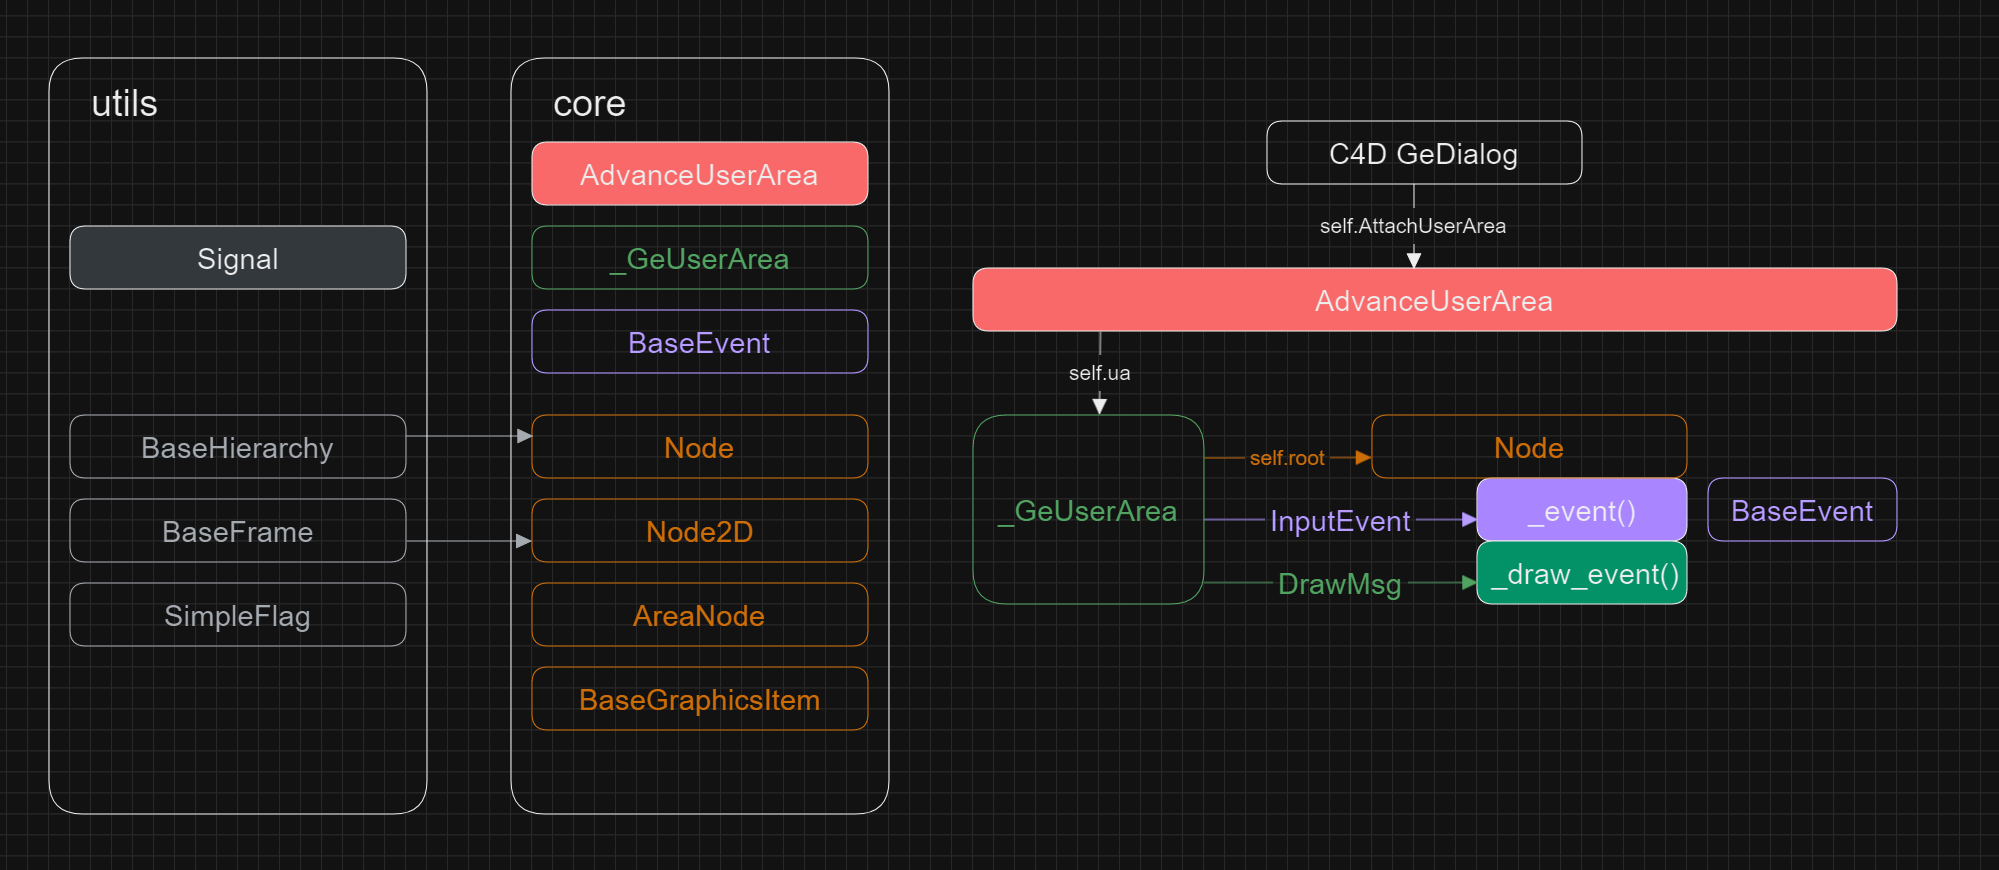 utils
Signal
BaseHierarchy
BaseFrame
SimpleFlag
core
AdvanceUserArea
_GeUserArea
BaseEvent
Node
Node2D
AreaNode
BaseGraphicsItem
C4D GeDialog
self.AttachUserArea
AdvanceUserArea
self.ua
_GeUserArea
self.root
Node
InputEvent
_event()
BaseEvent
DrawMsg
_draw_event()